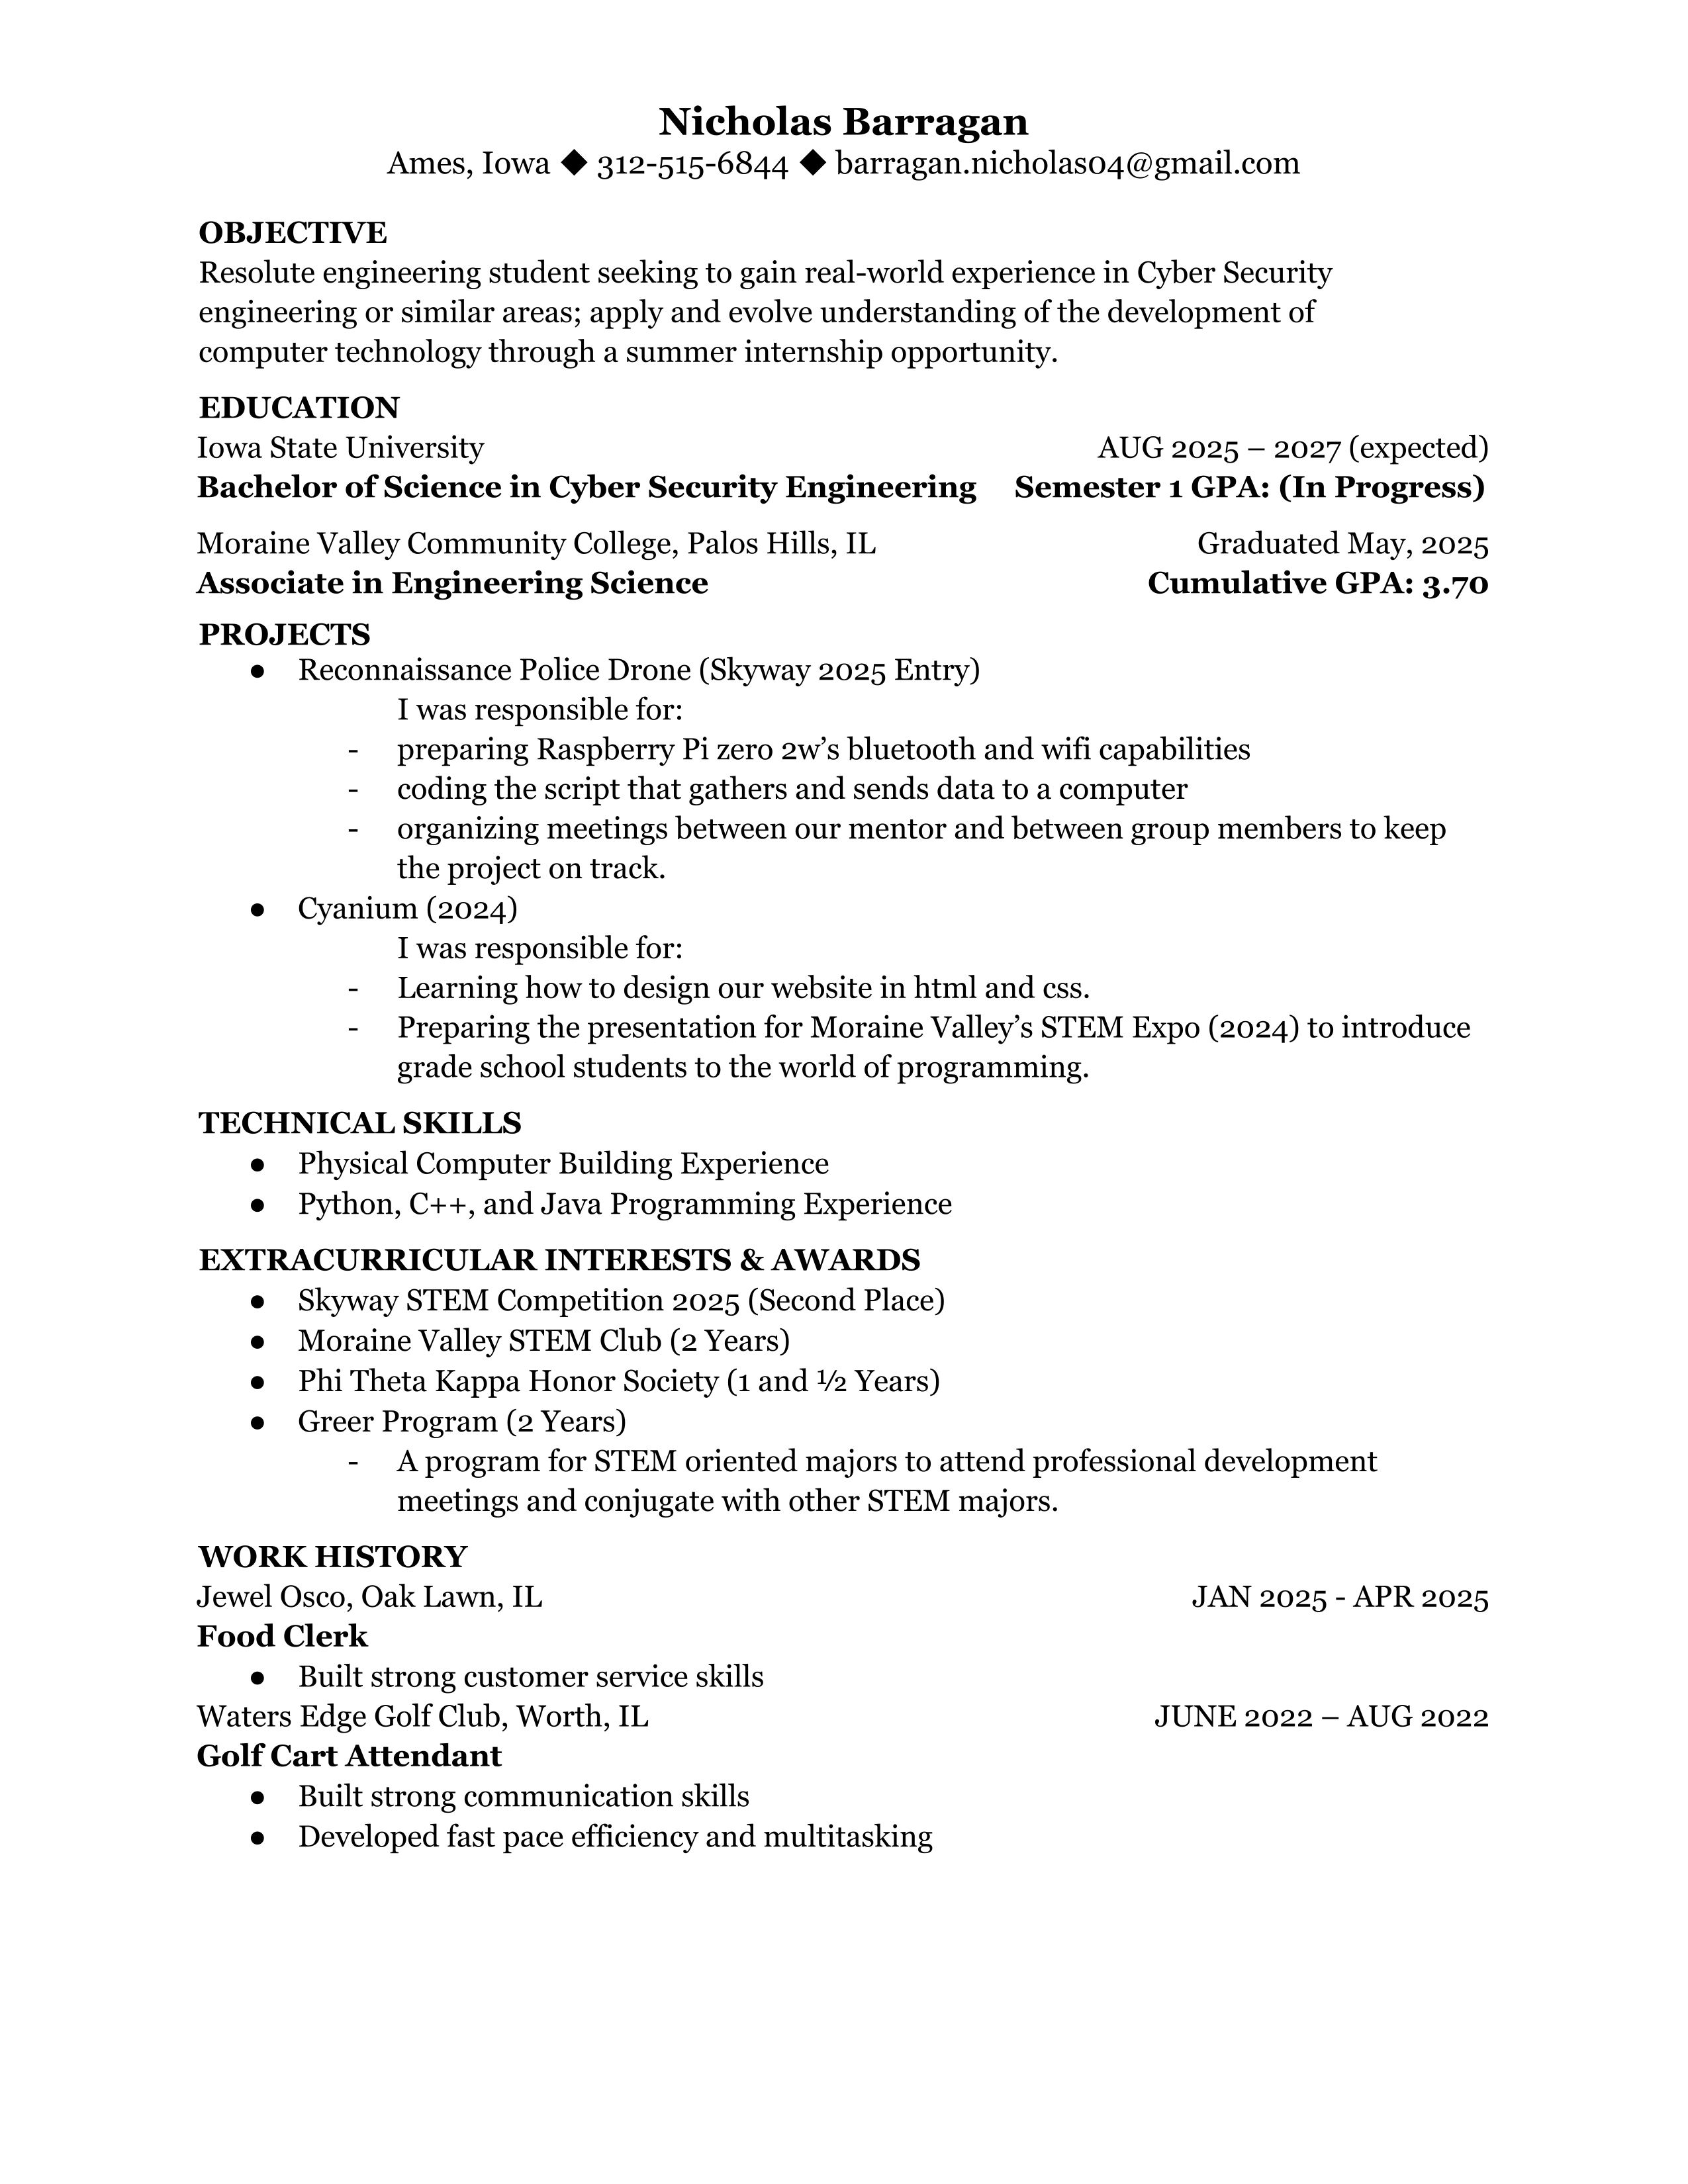 Nicholas Barragan
Ames, Iowa ◆ 312-515-6844 ◆ barragan.nicholas04@gmail.com
OBJECTIVE
Resolute engineering student seeking to gain real-world experience in Cyber Security
engineering or similar areas; apply and evolve understanding of the development of
computer technology through a summer internship opportunity.
EDUCATION
Iowa State University AUG 2025 – 2027 (expected)
Bachelor of Science in Cyber Security Engineering Semester 1 GPA: (In Progress)
Moraine Valley Community College, Palos Hills, IL Graduated May, 2025
Associate in Engineering Science Cumulative GPA: 3.70
PROJECTS
● Reconnaissance Police Drone (Skyway 2025 Entry)
I was responsible for:
- preparing Raspberry Pi zero 2w’s bluetooth and wifi capabilities
- coding the script that gathers and sends data to a computer
- organizing meetings between our mentor and between group members to keep
the project on track.
● Cyanium (2024)
I was responsible for:
- Learning how to design our website in html and css.
- Preparing the presentation for Moraine Valley’s STEM Expo (2024) to introduce
grade school students to the world of programming.
TECHNICAL SKILLS
● Physical Computer Building Experience
● Python, C++, and Java Programming Experience
EXTRACURRICULAR INTERESTS & AWARDS
● Skyway STEM Competition 2025 (Second Place)
● Moraine Valley STEM Club (2 Years)
● Phi Theta Kappa Honor Society (1 and ½ Years)
● Greer Program (2 Years)
- A program for STEM oriented majors to attend professional development
meetings and conjugate with other STEM majors.
WORK HISTORY
Jewel Osco, Oak Lawn, IL JAN 2025 - APR 2025
Food Clerk
● Built strong customer service skills
Waters Edge Golf Club, Worth, IL JUNE 2022 – AUG 2022
Golf Cart Attendant
● Built strong communication skills
● Developed fast pace efficiency and multitasking